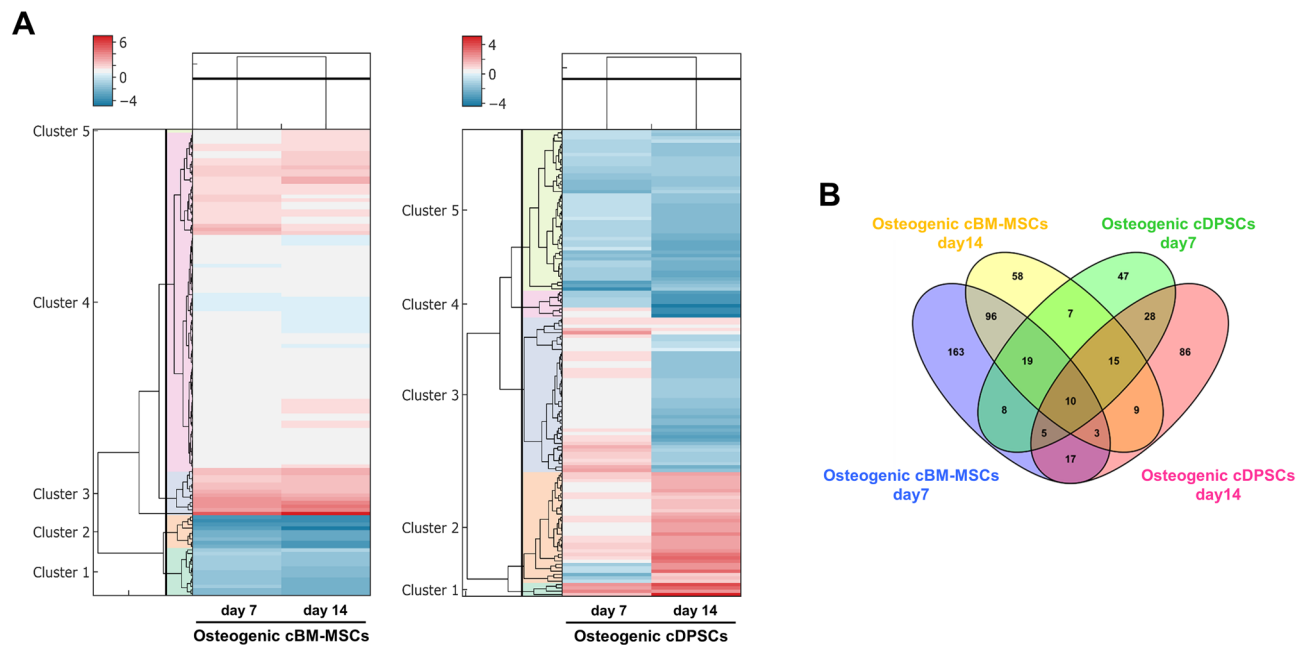 A
6
0
−4
Cluster 5
Cluster 4
Cluster 3
Cluster 2
Cluster 1
day 7
day 14
Osteogenic cBM-MSCs
4
0
−4
Cluster 5
Cluster 4
Cluster 3
Cluster 2
Cluster 1
day 7
day 14
Osteogenic cDPSCs
B
Osteogenic cBM-MSCs
day14
Osteogenic cDPSCs
day7
58
47
96
7
28
163
19
15
86
8
10
9
5
3
17
Osteogenic cBM-MSCs
day7
Osteogenic cDPSCs
day14